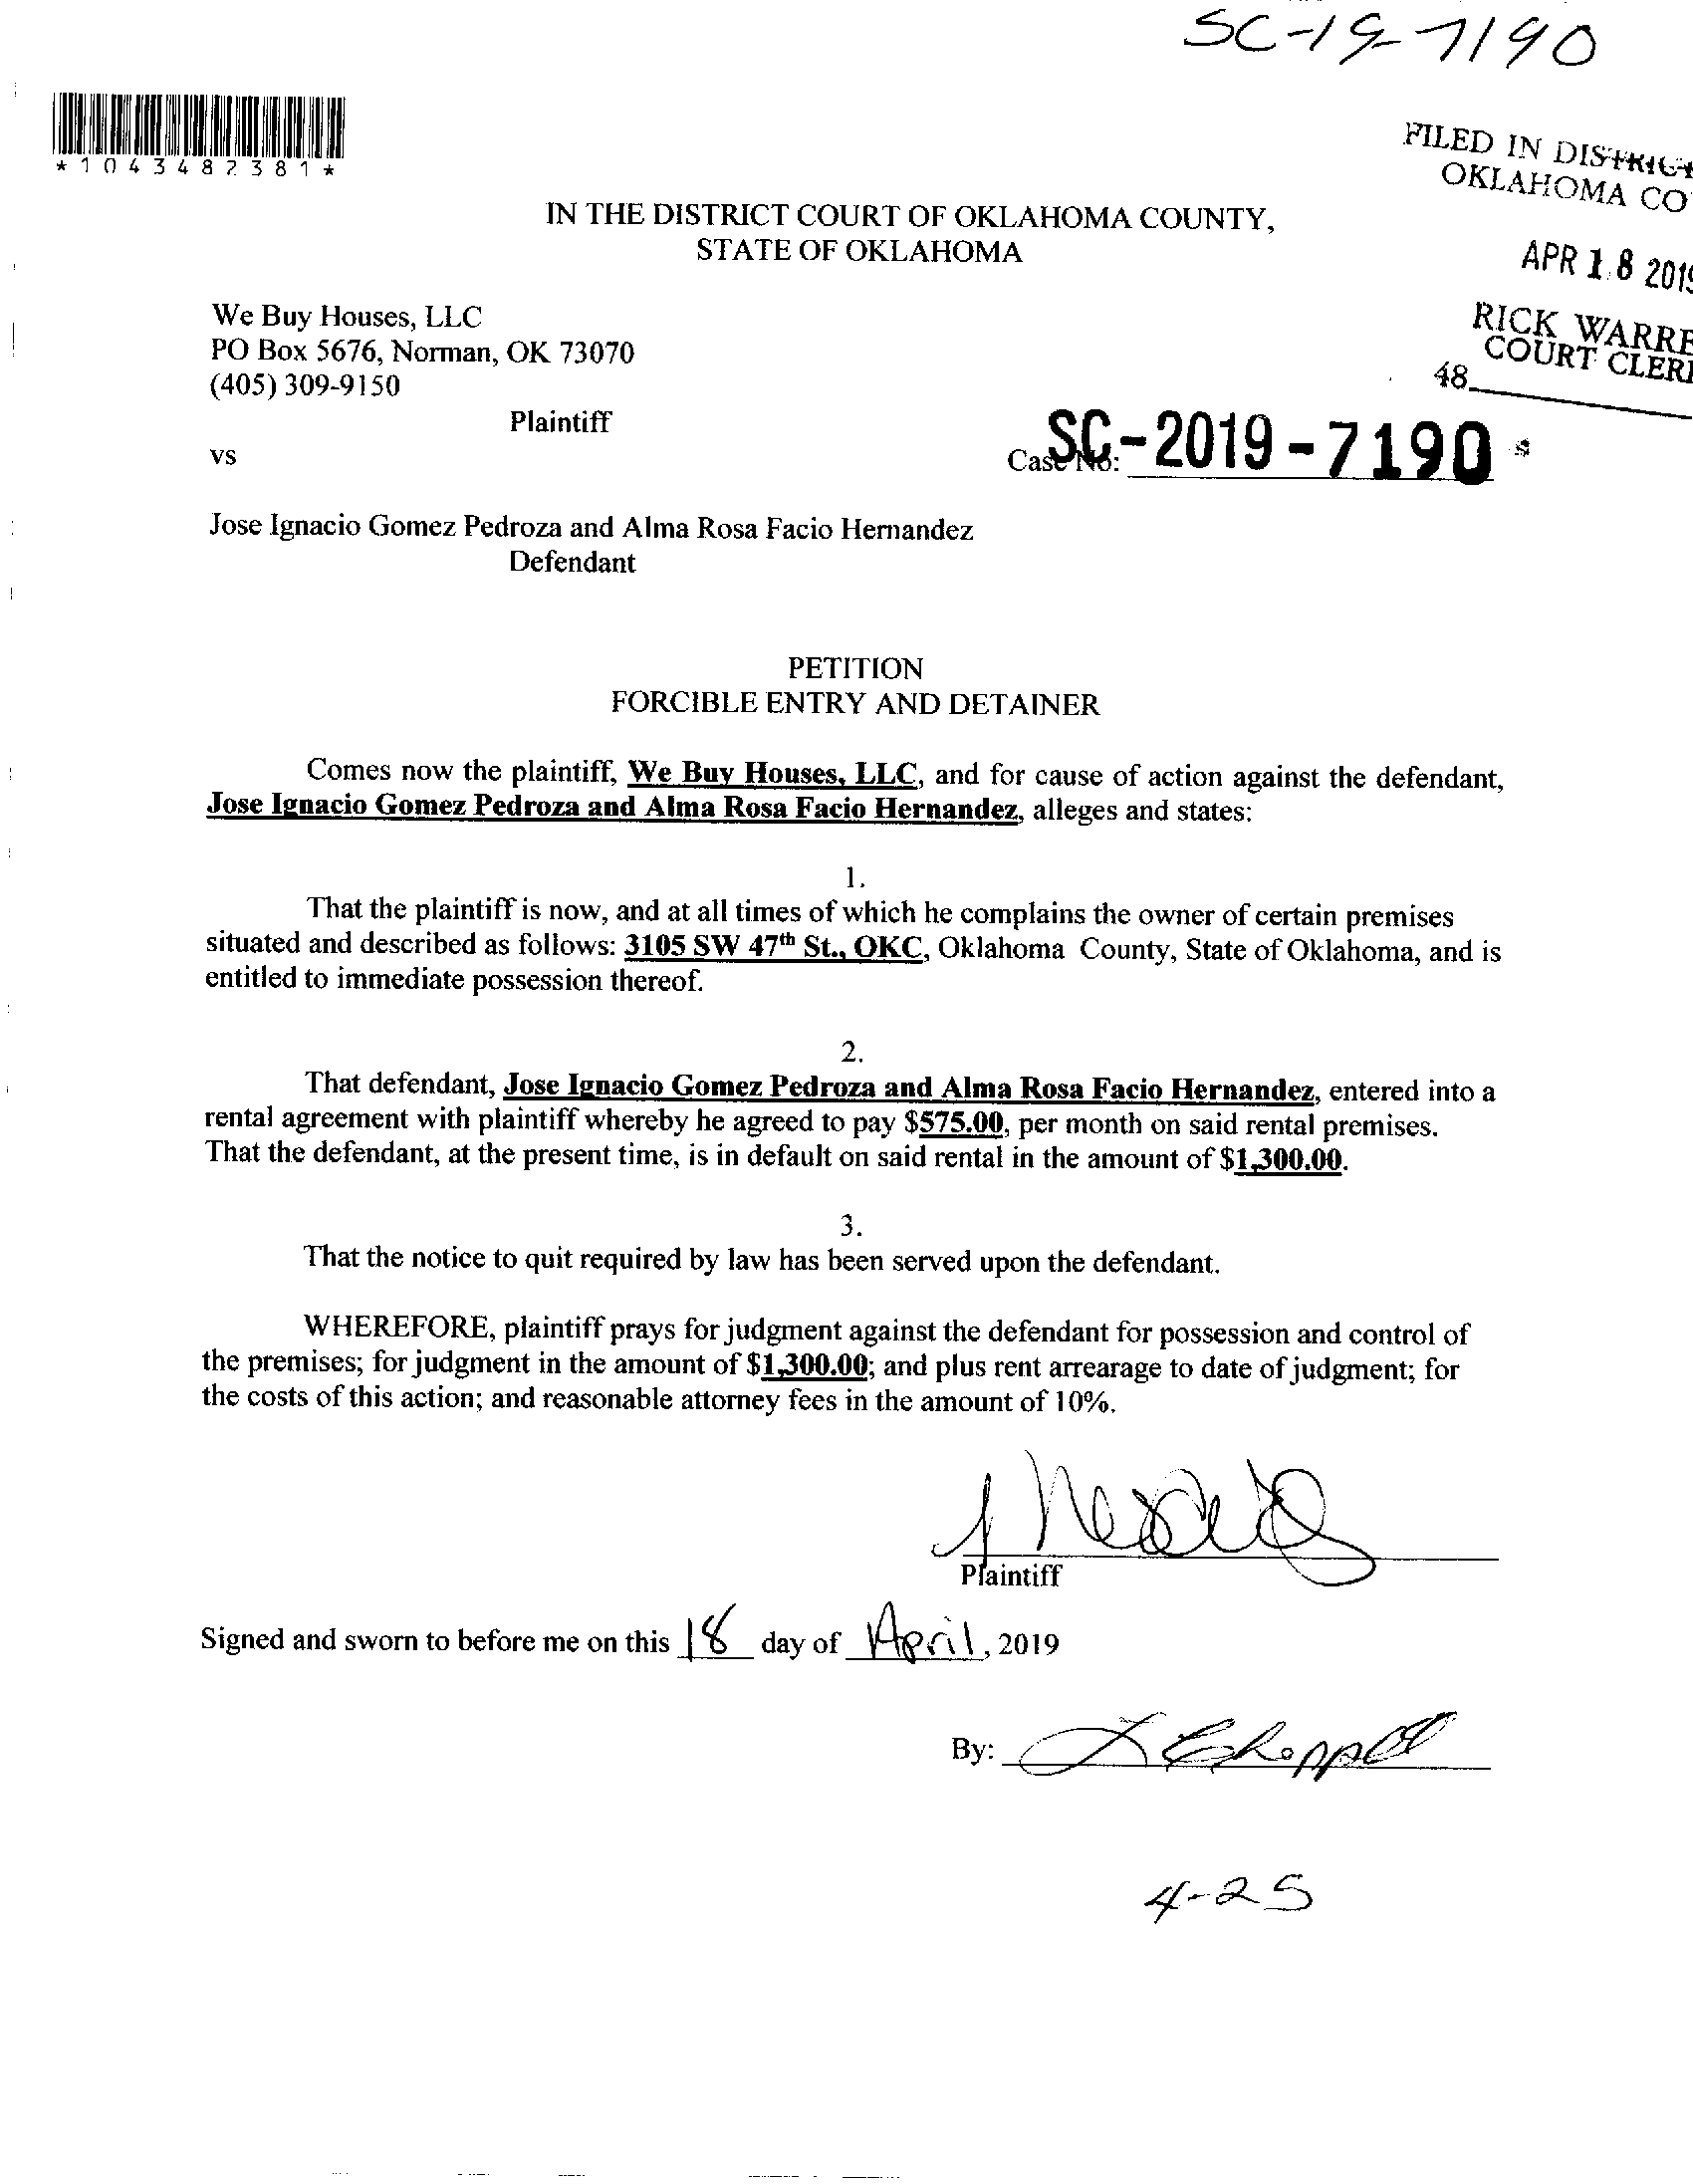 SC-19-7190
*1043482381*
FILED IN DISTRICT
OKLAHOMA CO
APR 18 2019
RICK WARRE
COURT CLER
48
IN THE DISTRICT COURT OF OKLAHOMA COUNTY,
STATE OF OKLAHOMA
We Buy Houses, LLC
PO Box 5676, Norman, OK 73070
(405) 309-9150
Plaintiff
vs
Case No: SC-2019-7190
Jose Ignacio Gomez Pedroza and Alma Rosa Facio Hernandez
Defendant
PETITION
FORCIBLE ENTRY AND DETAINER
Comes now the plaintiff, We Buy Houses, LLC, and for cause of action against the defendant,
Jose Ignacio Gomez Pedroza and Alma Rosa Facio Hernandez, alleges and states:
1.
That the plaintiff is now, and at all times of which he complains the owner of certain premises
situated and described as follows: 3105 SW 47th St., OKC, Oklahoma County, State of Oklahoma, and is
entitled to immediate possession thereof.
2.
That defendant, Jose Ignacio Gomez Pedroza and Alma Rosa Facio Hernandez, entered into a
rental agreement with plaintiff whereby he agreed to pay $575.00, per month on said rental premises.
That the defendant, at the present time, is in default on said rental in the amount of $1,300.00.
3.
That the notice to quit required by law has been served upon the defendant.
WHEREFORE, plaintiff prays for judgment against the defendant for possession and control of
the premises; for judgment in the amount of $1,300.00; and plus rent arrearage to date of judgment; for
the costs of this action; and reasonable attorney fees in the amount of 10%.
Plaintiff
Signed and sworn to before me on this 18 day of April, 2019
By:
4-25